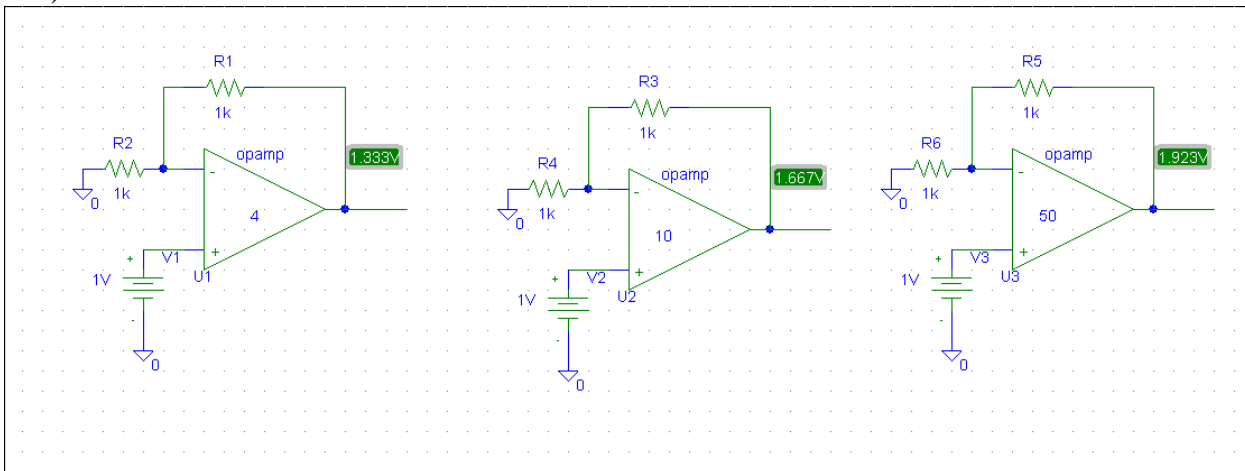 )
R1
1k
R2
1k
0
opamp
-
4
+
1.333V
V1
+
1V
-
U1
0
R3
1k
R4
1k
0
opamp
-
10
+
1.667V
V2
+
1V
-
U2
0
R5
1k
R6
1k
0
opamp
-
50
+
1.923V
V3
+
1V
-
U3
0